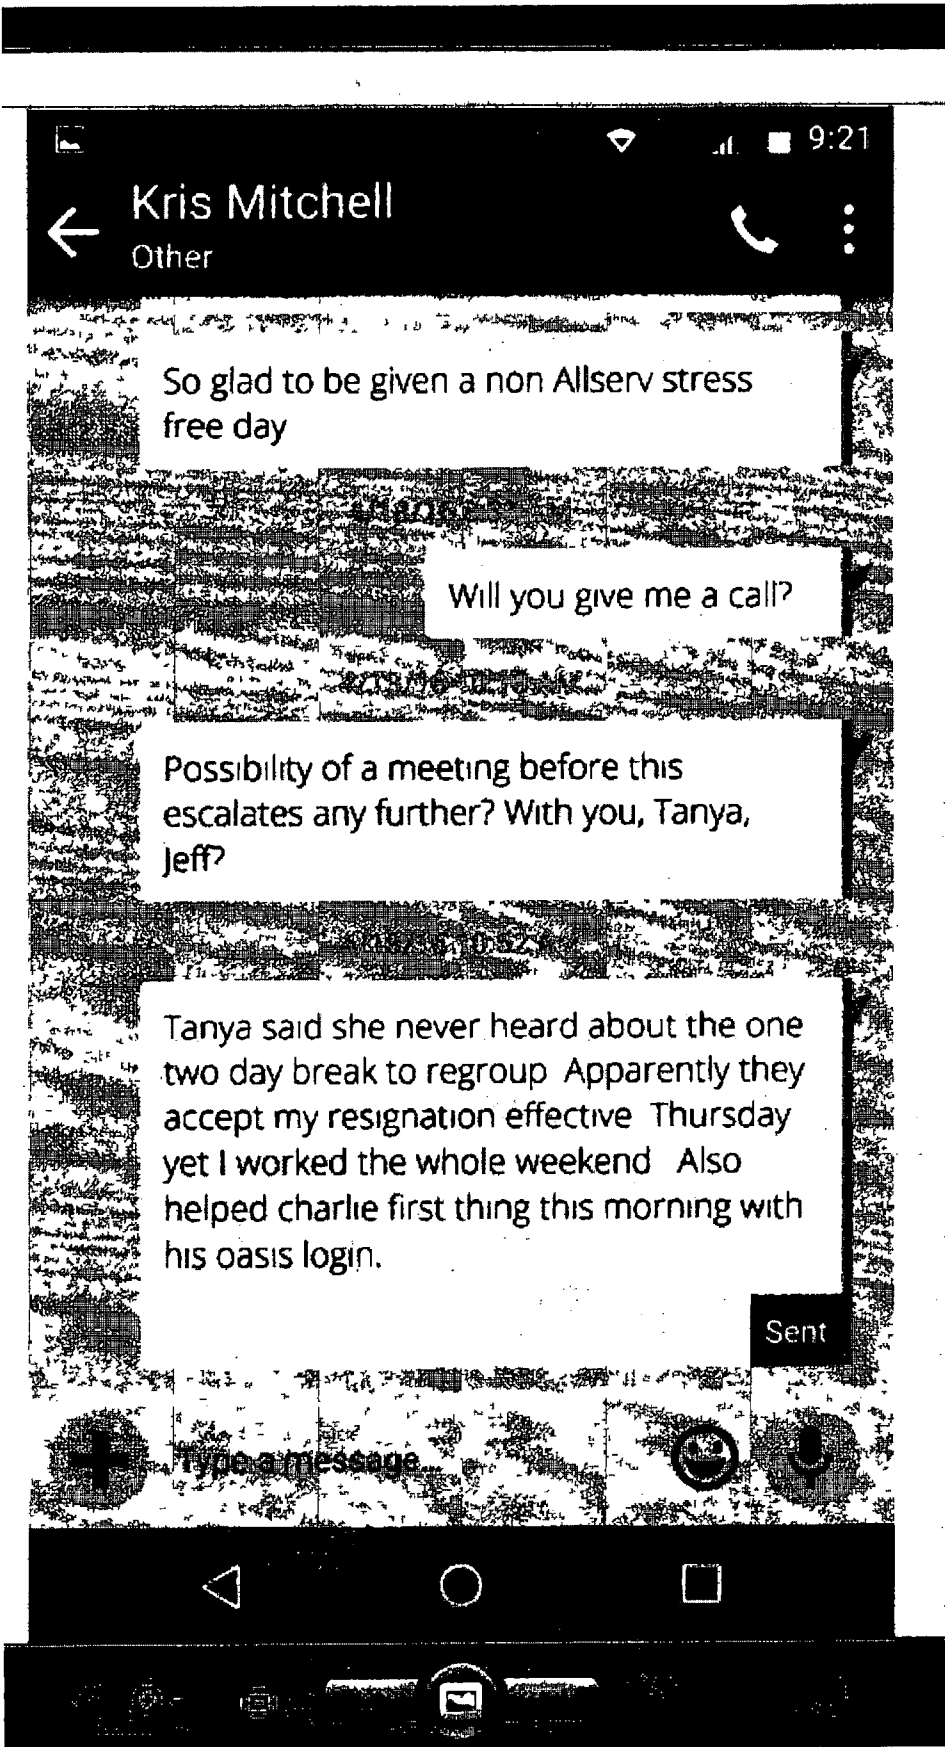 9:21
Kris Mitchell
Other
So glad to be given a non Allserv stress
free day
Will you give me a call?
Possibility of a meeting before this
escalates any further? With you, Tanya,
Jeff?
Tanya said she never heard about the one
two day break to regroup Apparently they
accept my resignation effective Thursday
yet I worked the whole weekend Also
helped charlie first thing this morning with
his oasis login.
Sent
Type a message...